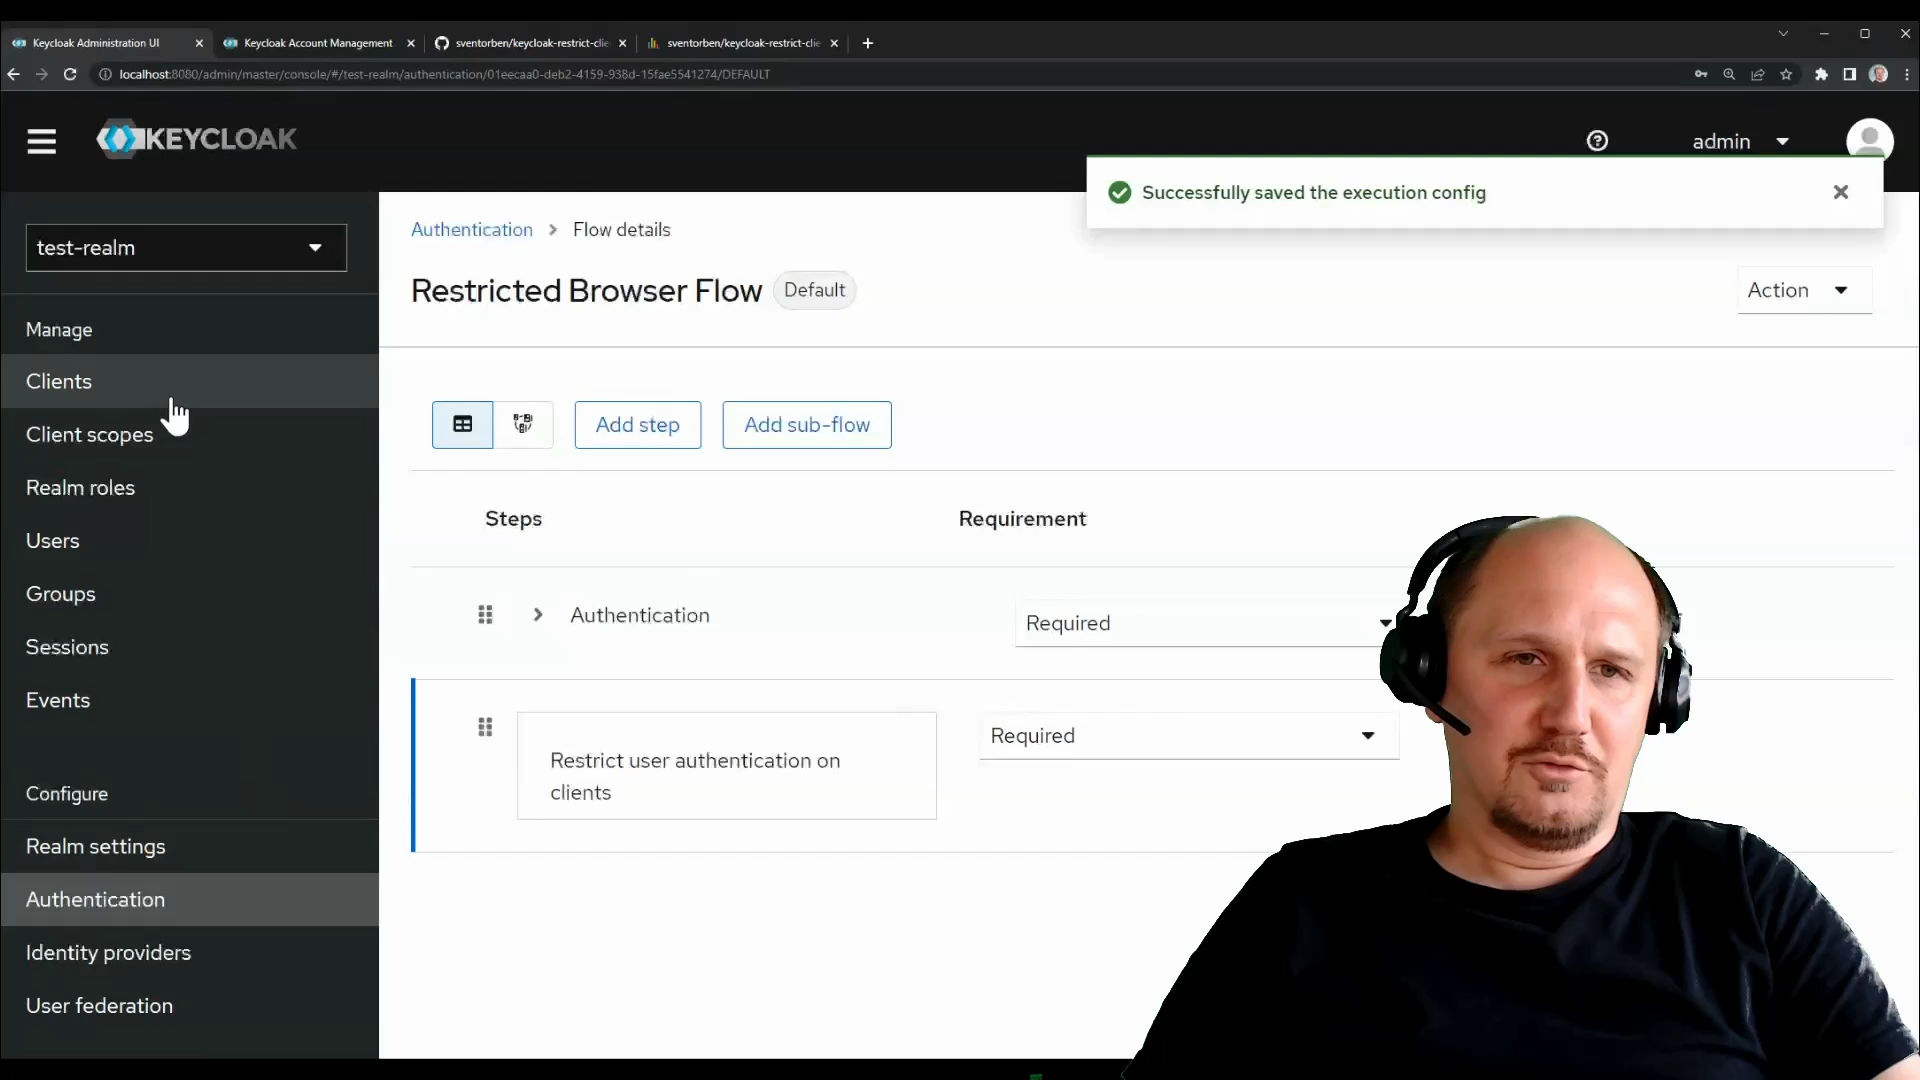 Keycloak Administration UI
Keycloak Account Management
sventorben/keycloak-restrict-clie
sventorben/keycloak-restrict-clie
localhost:8080/admin/master/console/#/test-realm/authentication/01eecaa0-deb2-4159-938d-15fae5541274/DEFAULT
KEYCLOAK
admin
Successfully saved the execution config
test-realm
Authentication
Flow details
Restricted Browser Flow
Default
Action
Manage
Clients
Client scopes
Realm roles
Users
Groups
Sessions
Events
Configure
Realm settings
Authentication
Identity providers
User federation
Add step
Add sub-flow
Steps
Requirement
Authentication
Required
Restrict user authentication on
clients
Required